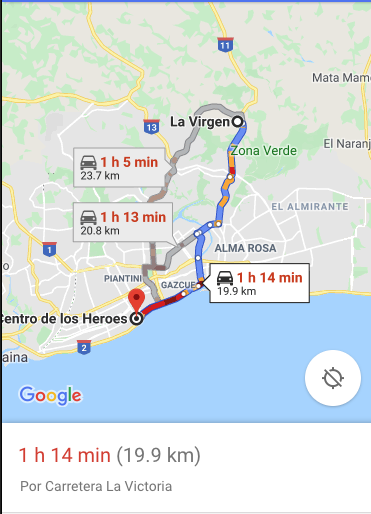 11
Mata Mam
La Virgen
13
Zona Verde
El Naranj
1 h 5 min
23.7 km
EL ALMIRANTE
1 h 13 min
20.8 km
1
ALMA ROSA
PIANTINI
GAZCUE
1 h 14 min
19.9 km
Centro de los Heroes
2
aina
Google
1 h 14 min (19.9 km)
Por Carretera La Victoria